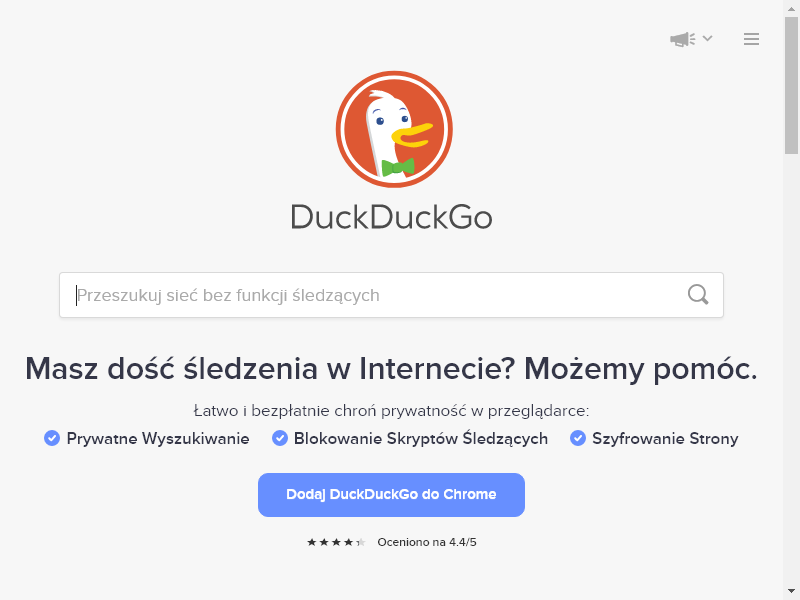 DuckDuckGo
Przeszukuj sieć bez funkcji śledzących
Masz dość śledzenia w Internecie? Możemy pomóc.
Łatwo i bezpłatnie chroń prywatność w przeglądarce:
Prywatne Wyszukiwanie Blokowanie Skryptów Śledzących Szyfrowanie Strony
Dodaj DuckDuckGo do Chrome
Oceniono na 4.4/5